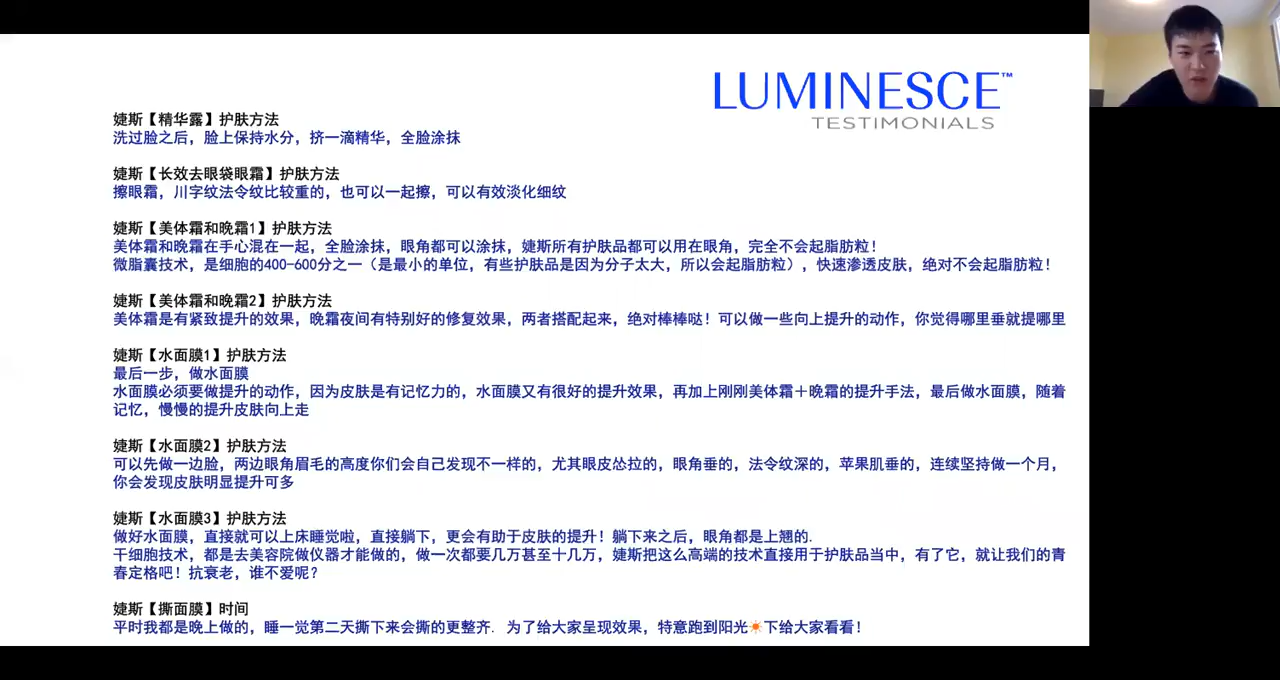 LUMINESCE™
TESTIMONIALS
婕斯【精华露】护肤方法
洗过脸之后，脸上保持水分，挤一滴精华，全脸涂抹
婕斯【长效去眼袋眼霜】护肤方法
擦眼霜，川字纹法令纹比较重的，也可以一起擦，可以有效淡化细纹
婕斯【美体霜和晚霜1】护肤方法
美体霜和晚霜在手心混在一起，全脸涂抹，眼角都可以涂抹，婕斯所有护肤品都可以用在眼角，完全不会起脂肪粒！
微脂囊技术，是细胞的400-600分之一（是最小的单位，有些护肤品是因为分子太大，所以会起脂肪粒），快速渗透皮肤，绝对不会起脂肪粒！
婕斯【美体霜和晚霜2】护肤方法
美体霜是有紧致提升的效果，晚霜夜间有特别好的修复效果，两者搭配起来，绝对棒棒哒！可以做一些向上提升的动作，你觉得哪里垂就提哪里
婕斯【水面膜1】护肤方法
最后一步，做水面膜
水面膜必须要做提升的动作，因为皮肤是有记忆力的，水面膜又有很好的提升效果，再加上刚刚美体霜＋晚霜的提升手法，最后做水面膜，随着
记忆，慢慢的提升皮肤向上走
婕斯【水面膜2】护肤方法
可以先做一边脸，两边眼角眉毛的高度你们会自己发现不一样的，尤其眼皮怂拉的，眼角垂的，法令纹深的，苹果肌垂的，连续坚持做一个月，
你会发现皮肤明显提升可多
婕斯【水面膜3】护肤方法
做好水面膜，直接就可以上床睡觉啦，直接躺下，更会有助于皮肤的提升！躺下来之后，眼角都是上翘的.
干细胞技术，都是去美容院做仪器才能做的，做一次都要几万甚至十几万，婕斯把这么高端的技术直接用于护肤品当中，有了它，就让我们的青
春定格吧！抗衰老，谁不爱呢？
婕斯【撕面膜】时间
平时我都是晚上做的，睡一觉第二天撕下来会撕的更整齐. 为了给大家呈现效果，特意跑到阳光☀下给大家看看！